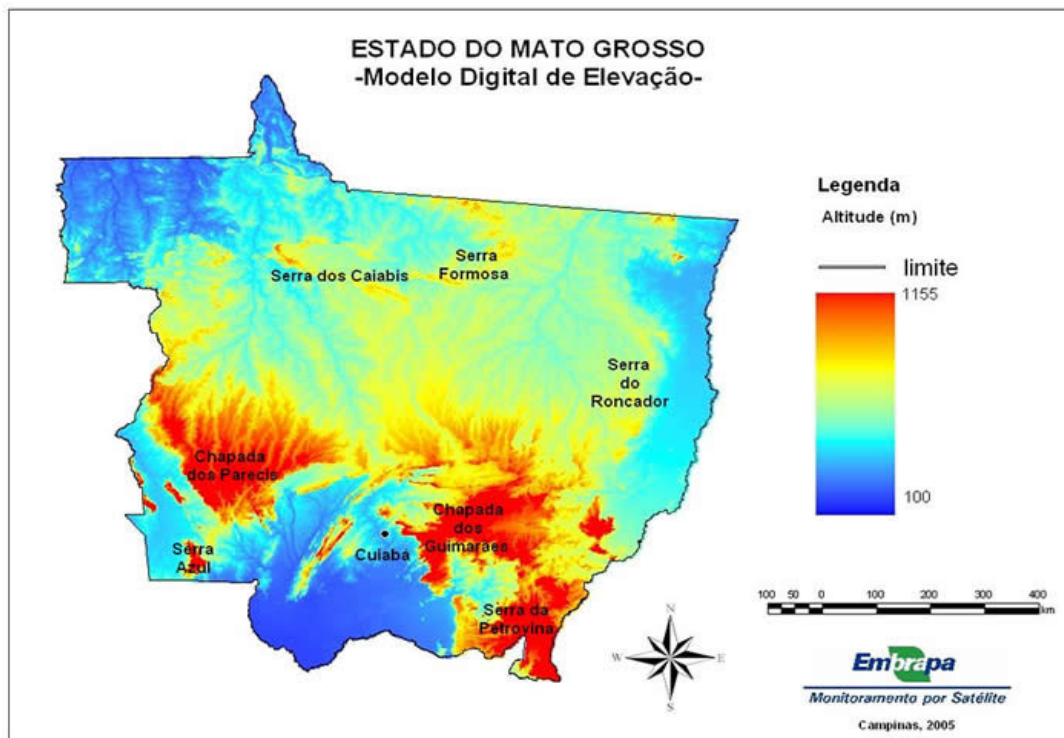 ESTADO DO MATO GROSSO
-Modelo Digital de Elevação-
Serra dos Caiabis
Serra
Formosa
Serra
do
Roncador
Chapada
dos Parecis
Chapada
dos
Guimarães
Cuiabá
Serra
Azul
Serra da
Petrovina
Legenda
Altitude (m)
limite
1155
100
100 50 0 100 200 300 400
km
N
W E
S
Embrapa
Monitoramento por Satélite
Campinas, 2005